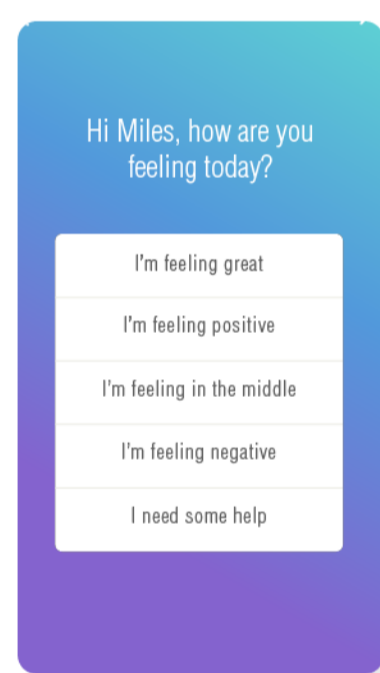 Hi Miles, how are you
feeling today?
I'm feeling great
I'm feeling positive
I'm feeling in the middle
I'm feeling negative
I need some help